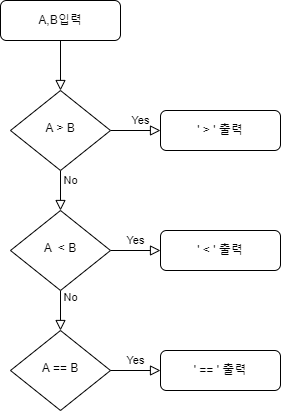 A,B입력
A > B
Yes
' > ' 출력
No
A < B
Yes
' < ' 출력
No
A == B
Yes
' == ' 출력